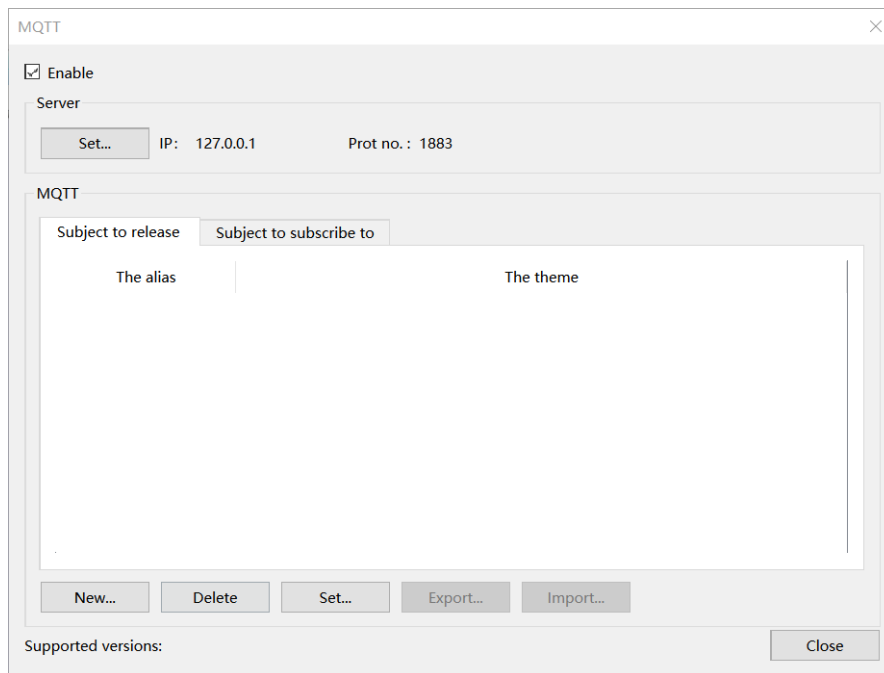 MQTT
Enable
Server
Set... IP: 127.0.0.1 Prot no. : 1883
MQTT
Subject to release Subject to subscribe to
The alias The theme
New... Delete Set... Export... Import...
Supported versions: Close